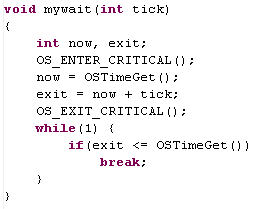 void mywait(int tick)
{
    int now, exit;
    OS_ENTER_CRITICAL();
    now = OSTimeGet();
    exit = now + tick;
    OS_EXIT_CRITICAL();
    while(1) {
        if(exit <= OSTimeGet())
            break;
    }
}